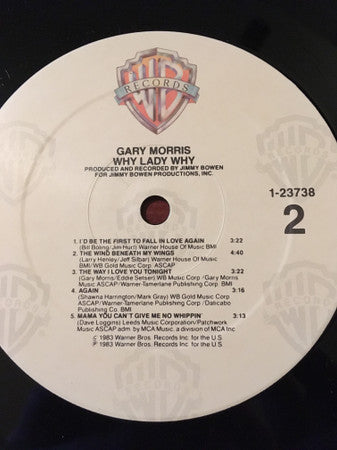 WB
RECORDS
GARY MORRIS
WHY LADY WHY
PRODUCED AND RECORDED BY JIMMY BOWEN
FOR JIMMY BOWEN PRODUCTIONS, INC.
1-23738
2
1. I'D BE THE FIRST TO FALL IN LOVE AGAIN 3:22
(Bill Boling/Jim Hurt) Warner House Of Music BMI
2. THE WIND BENEATH MY WINGS 4:40
(Larry Henley/Jeff Silbar) Warner House Of Music
BMI/WB Gold Music Corp. ASCAP
3. THE WAY I LOVE YOU TONIGHT 3:22
(Gary Morris/Eddie Setser) WB Gold Music Corp./Gary Morris
Music ASCAP/Warner-Tamerlane Publishing Corp. BMI
4. AGAIN 3:16
(Shawna Harrington/Mark Gray) WB Gold Music Corp.
ASCAP/Warner-Tamerlane Publishing Corp./Daticabo
Publishing Co. BMI
5. MAMA YOU CAN'T GIVE ME NO WHIPPIN' 3:13
(Dave Loggins) Leeds Music Corporation/Patchwork
Music ASCAP adm. by MCA Music, a division of MCA Inc.
© 1983 Warner Bros. Records Inc. for the U.S.
℗ 1983 Warner Bros. Records Inc. for the U.S.